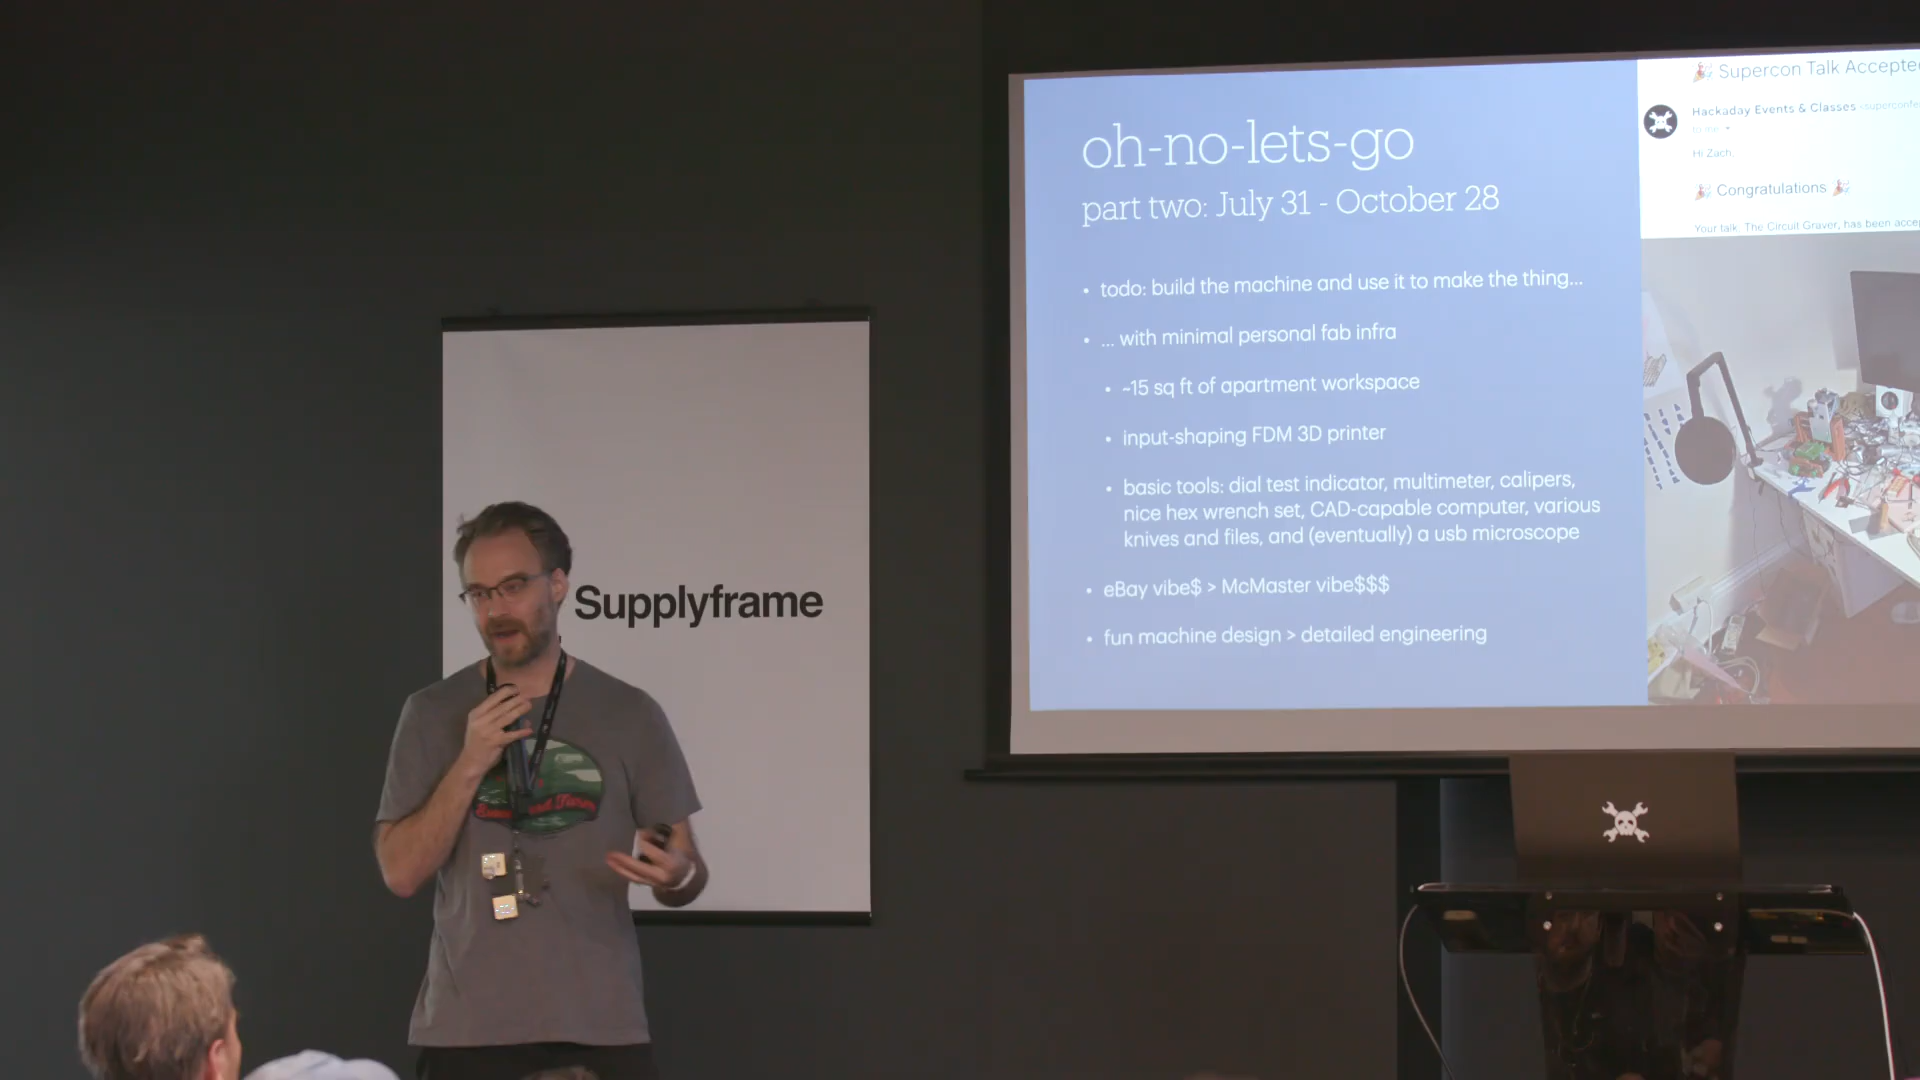 oh-no-lets-go
part two: July 31 - October 28
• todo: build the machine and use it to make the thing...
• ... with minimal personal fab infra
• ~15 sq ft of apartment workspace
• input-shaping FDM 3D printer
• basic tools: dial test indicator, multimeter, calipers,
nice hex wrench set, CAD-capable computer, various
knives and files, and (eventually) a usb microscope
• eBay vibe$ > McMaster vibe$$$
• fun machine design > detailed engineering
🎉 Supercon Talk Accepte
Hackaday Events & Classes <superconfe
to me
Hi Zach,
🎉 Congratulations 🎉
Your talk, The Circuit Graver, has been acce
Supplyframe